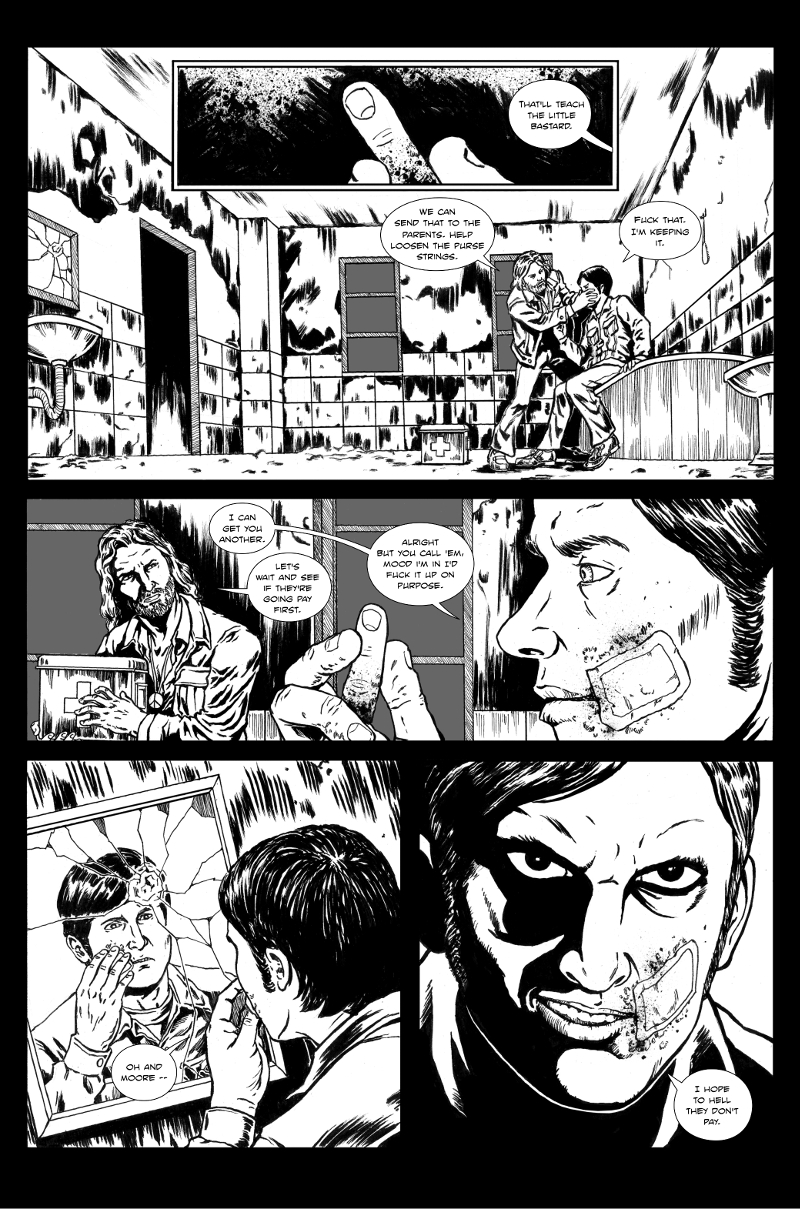 THAT'LL TEACH
THE LITTLE
BASTARD.
WE CAN
SEND THAT TO THE
PARENTS. HELP
LOOSEN THE PURSE
STRINGS.
FUCK THAT.
I'M KEEPING
IT.
I CAN
GET YOU
ANOTHER.
LET'S
WAIT AND SEE
IF THEY'RE
GOING PAY
FIRST.
ALRIGHT
BUT YOU CALL 'EM,
MOOD I'M IN I'D
FUCK IT UP ON
PURPOSE.
OH AND
MOORE --
I HOPE
TO HELL
THEY DON'T
PAY.